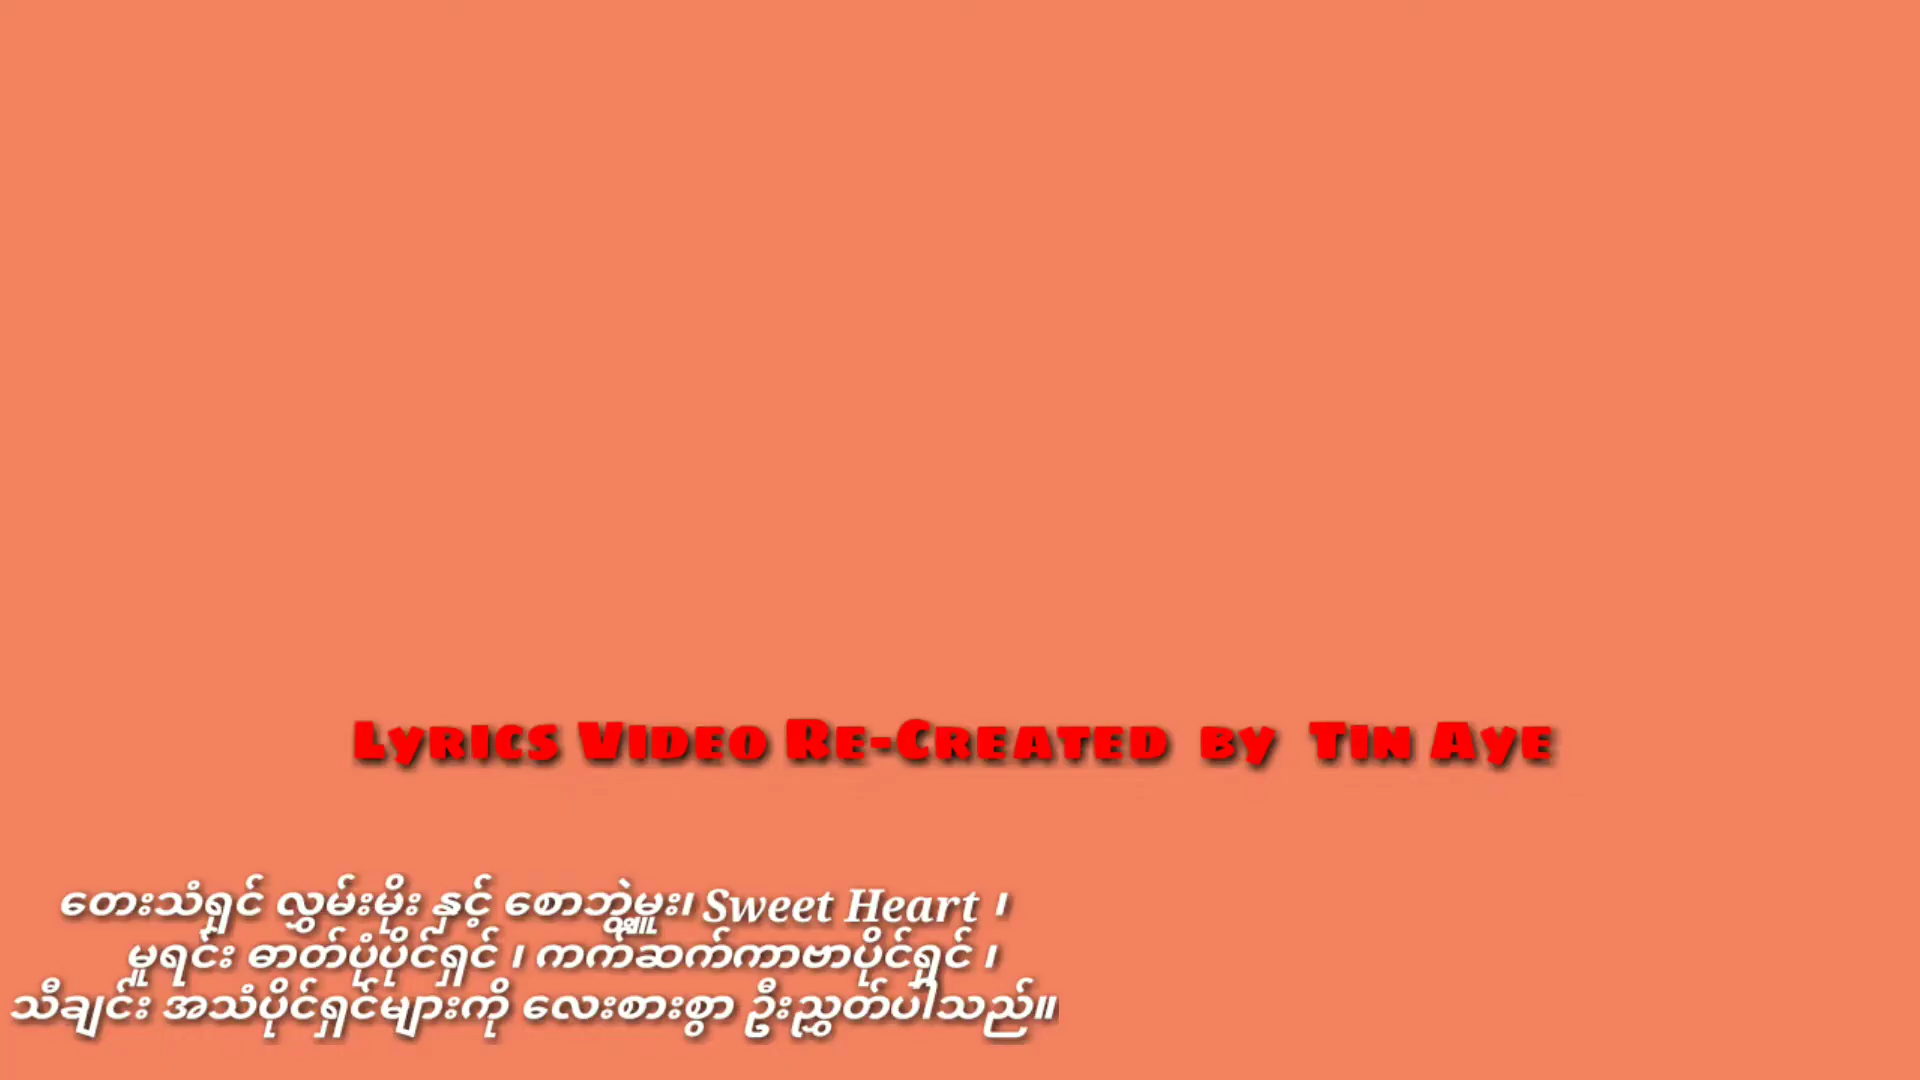 Lyrics Video Re-Created by Tin Aye
တေးသံရှင် လွှမ်းမိုး နှင့် စောဘွဲ့မှူး၊ Sweet Heart ၊
မူရင်း ဓာတ်ပုံပိုင်ရှင် ၊ ကက်ဆက်ကာဗာပိုင်ရှင် ၊
သီချင်း အသံပိုင်ရှင်များကို လေးစားစွာ ဦးညွှတ်ပါသည်။